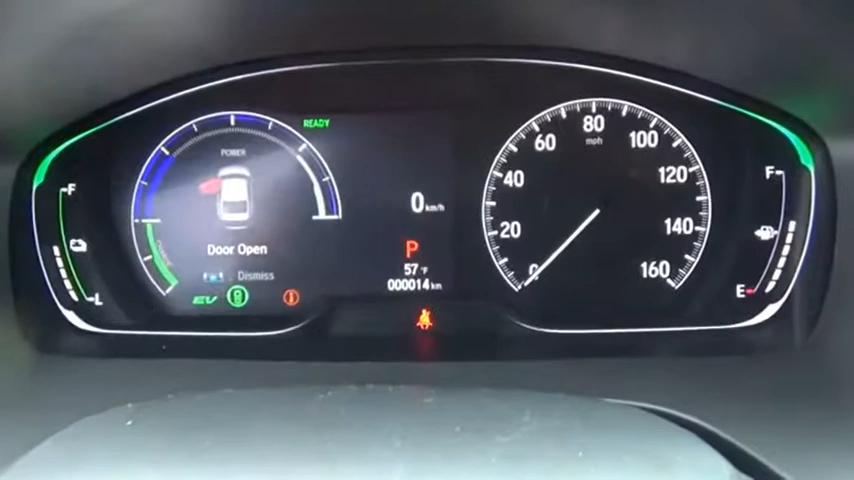 READY
POWER
CHARGE
Door Open
Dismiss
EV
F
L
0 km/h
P
57°F
000014 km
0
20
40
60
80
100
120
140
160
mph
F
E